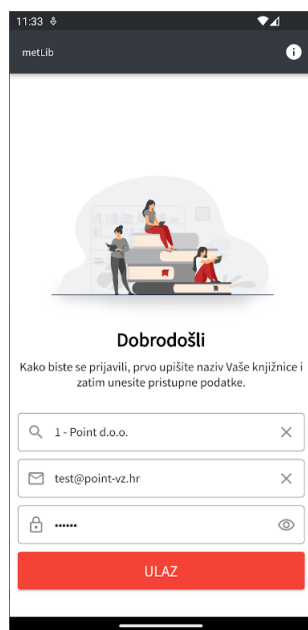 11:33
metLib
Dobrodošli
Kako biste se prijavili, prvo upišite naziv Vaše knjižnice i
zatim unesite pristupne podatke.
1 - Point d.o.o.
test@point-vz.hr
••••••
ULAZ